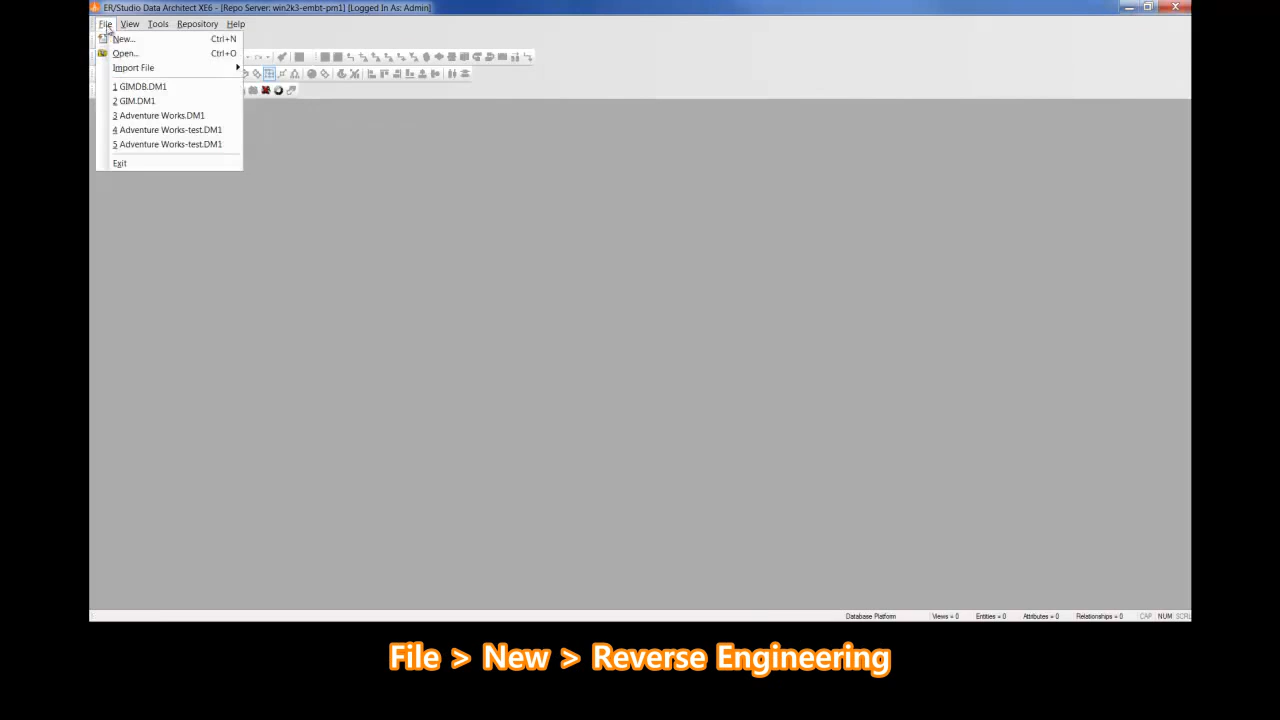 ER/Studio Data Architect XE6 - [Repo Server: win2k3-embt-pm1] [Logged In As: Admin]
File View Tools Repository Help
New... Ctrl+N
Open... Ctrl+O
Import File
1 GIMDB.DM1
2 GIM.DM1
3 Adventure Works.DM1
4 Adventure Works-test.DM1
5 Adventure Works-test.DM1
Exit
Database Platform Views = 0 Entities = 0 Attributes = 0 Relationships = 0 CAP NUM SCRL
File > New > Reverse Engineering